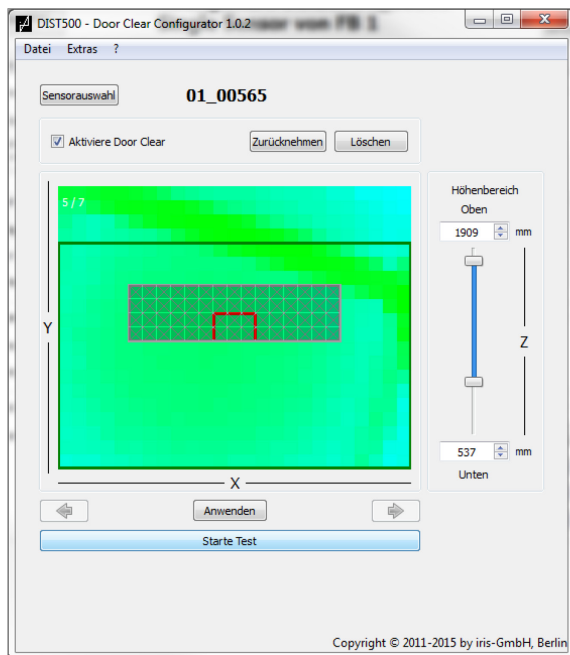 DIST500 - Door Clear Configurator 1.0.2
Datei Extras ?
Sensorauswahl 01_00565
Aktiviere Door Clear Zurücknehmen Löschen
5 / 7
Höhenbereich
Oben
1909 mm
Y
Z
537 mm
Unten
X
Anwenden
Starte Test
Copyright © 2011-2015 by iris-GmbH, Berlin